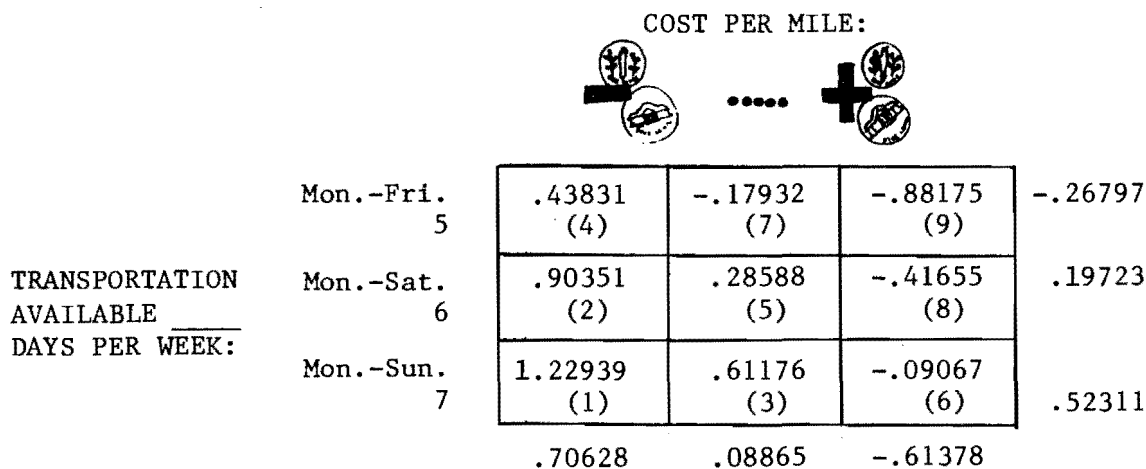 COST PER MILE:
Mon.-Fri. .43831 -.17932 -.88175 -.26797
5 (4) (7) (9)
TRANSPORTATION Mon.-Sat. .90351 .28588 -.41655 .19723
AVAILABLE ____ 6 (2) (5) (8)
DAYS PER WEEK:
Mon.-Sun. 1.22939 .61176 -.09067
7 (1) (3) (6) .52311
.70628 .08865 -.61378